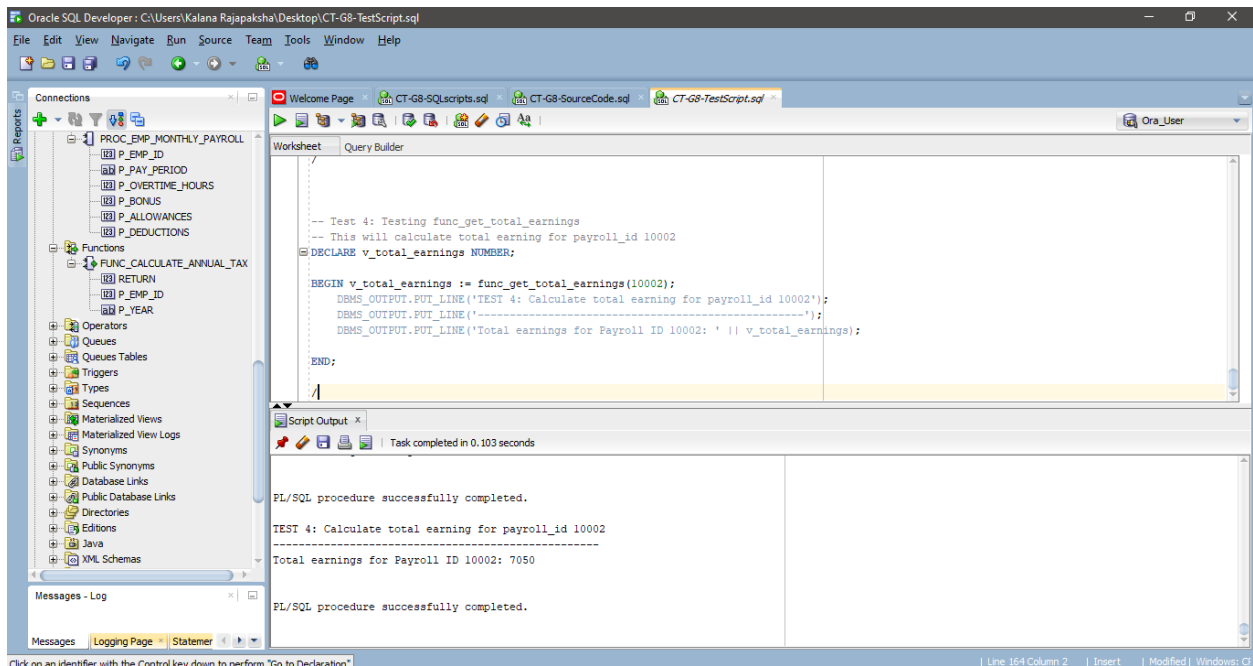 Oracle SQL Developer : C:\Users\Kalana Rajapaksha\Desktop\CT-G8-TestScript.sql
File Edit View Navigate Run Source Team Tools Window Help
Reports
Connections
PROC_EMP_MONTHLY_PAYROLL
P_EMP_ID
P_PAY_PERIOD
P_OVERTIME_HOURS
P_BONUS
P_ALLOWANCES
P_DEDUCTIONS
Functions
FUNC_CALCULATE_ANNUAL_TAX
RETURN
P_EMP_ID
P_YEAR
Operators
Queues
Queues Tables
Triggers
Types
Sequences
Materialized Views
Materialized View Logs
Synonyms
Public Synonyms
Database Links
Public Database Links
Directories
Editions
Java
XML Schemas
Messages - Log
Messages Logging Page Statemer
Welcome Page CT-G8-SQLscripts.sql CT-G8-SourceCode.sql CT-G8-TestScript.sql
Ora_User
Worksheet Query Builder
/
-- Test 4: Testing func_get_total_earnings
-- This will calculate total earning for payroll_id 10002
DECLARE v_total_earnings NUMBER;
BEGIN v_total_earnings := func_get_total_earnings(10002);
DBMS_OUTPUT.PUT_LINE('TEST 4: Calculate total earning for payroll_id 10002');
DBMS_OUTPUT.PUT_LINE('---------------------------------------------------');
DBMS_OUTPUT.PUT_LINE('Total earnings for Payroll ID 10002: ' || v_total_earnings);
END;
/
Script Output x
Task completed in 0.103 seconds
PL/SQL procedure successfully completed.
TEST 4: Calculate total earning for payroll_id 10002
---------------------------------------------------
Total earnings for Payroll ID 10002: 7050
PL/SQL procedure successfully completed.
Click on an identifier with the Control key down to perform "Go to Declaration"
Line 164 Column 2 | Insert | Modified | Windows: